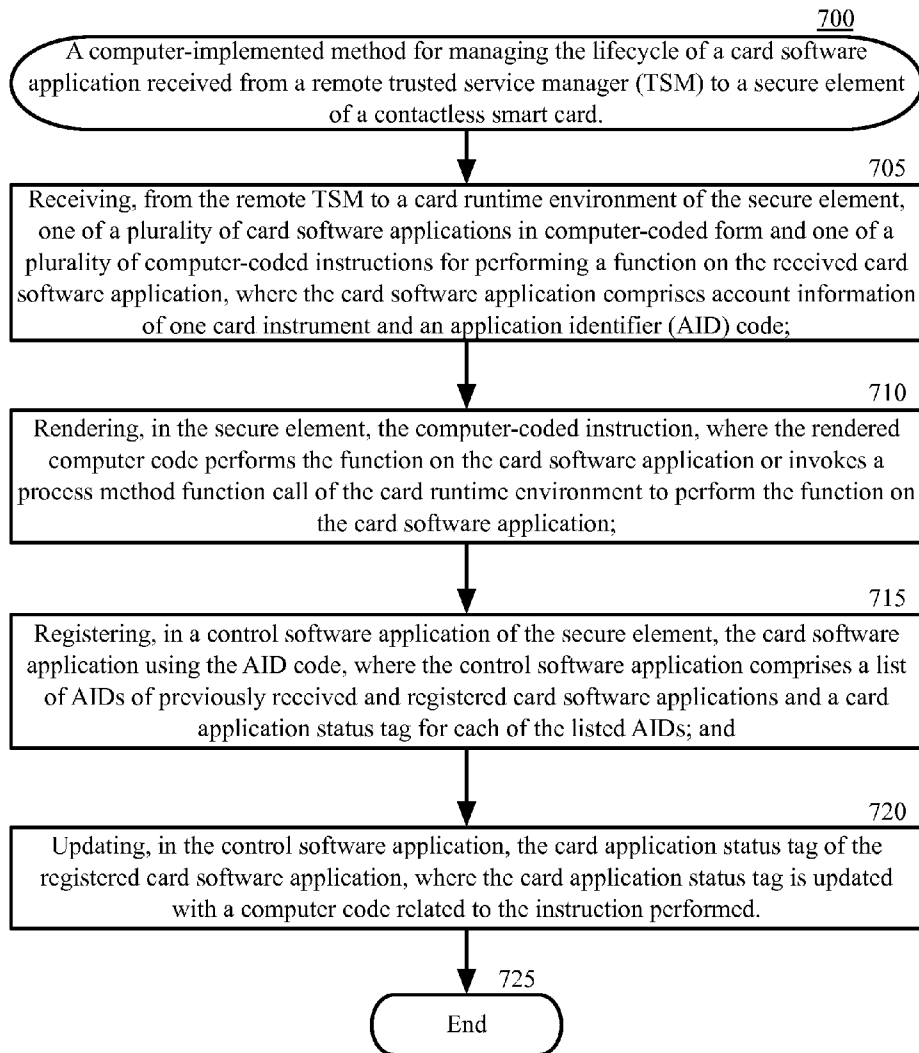 700
A computer-implemented method for managing the lifecycle of a card software
application received from a remote trusted service manager (TSM) to a secure element
of a contactless smart card.
705
Receiving, from the remote TSM to a card runtime environment of the secure element,
one of a plurality of card software applications in computer-coded form and one of a
plurality of computer-coded instructions for performing a function on the received card
software application, where the card software application comprises account information
of one card instrument and an application identifier (AID) code;
710
Rendering, in the secure element, the computer-coded instruction, where the rendered
computer code performs the function on the card software application or invokes a
process method function call of the card runtime environment to perform the function on
the card software application;
715
Registering, in a control software application of the secure element, the card software
application using the AID code, where the control software application comprises a list
of AIDs of previously received and registered card software applications and a card
application status tag for each of the listed AIDs; and
720
Updating, in the control software application, the card application status tag of the
registered card software application, where the card application status tag is updated
with a computer code related to the instruction performed.
725
End